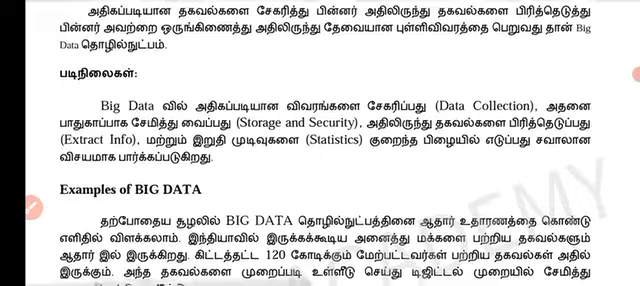 அதிகப்படியான தகவல்களை சேகரித்து பின்னர் அதிலிருந்து தகவல்களை பிரித்தெடுத்து
பின்னர் அவற்றை ஒருங்கிணைத்து அதிலிருந்து தேவையான புள்ளிவிவரத்தை பெறுவது தான் Big
Data தொழில்நுட்பம்.
படிநிலைகள்:
Big Data வில் அதிகப்படியான விவரங்களை சேகரிப்பது (Data Collection), அதனை
பாதுகாப்பாக சேமித்து வைப்பது (Storage and Security), அதிலிருந்து தகவல்களை பிரித்தெடுப்பது
(Extract Info), மற்றும் இறுதி முடிவுகளை (Statistics) குறைந்த பிழையில் எடுப்பது சவாலான
விசயமாக பார்க்கப்படுகிறது.
Examples of BIG DATA
தற்போதைய சூழலில் BIG DATA தொழில்நுட்பத்தினை ஆதார் உதாரணத்தை கொண்டு
எளிதில் விளக்கலாம். இந்தியாவில் இருக்கக்கூடிய அனைத்து மக்களை பற்றிய தகவல்களும்
ஆதார் இல் இருக்கிறது. கிட்டத்தட்ட 120 கோடிக்கும் மேற்பட்டவர்கள் பற்றிய தகவல்கள் அதில்
இருக்கும். அந்த தகவல்களை முறைப்படி உள்ளீடு செய்து டிஜிட்டல் முறையில் சேமித்து